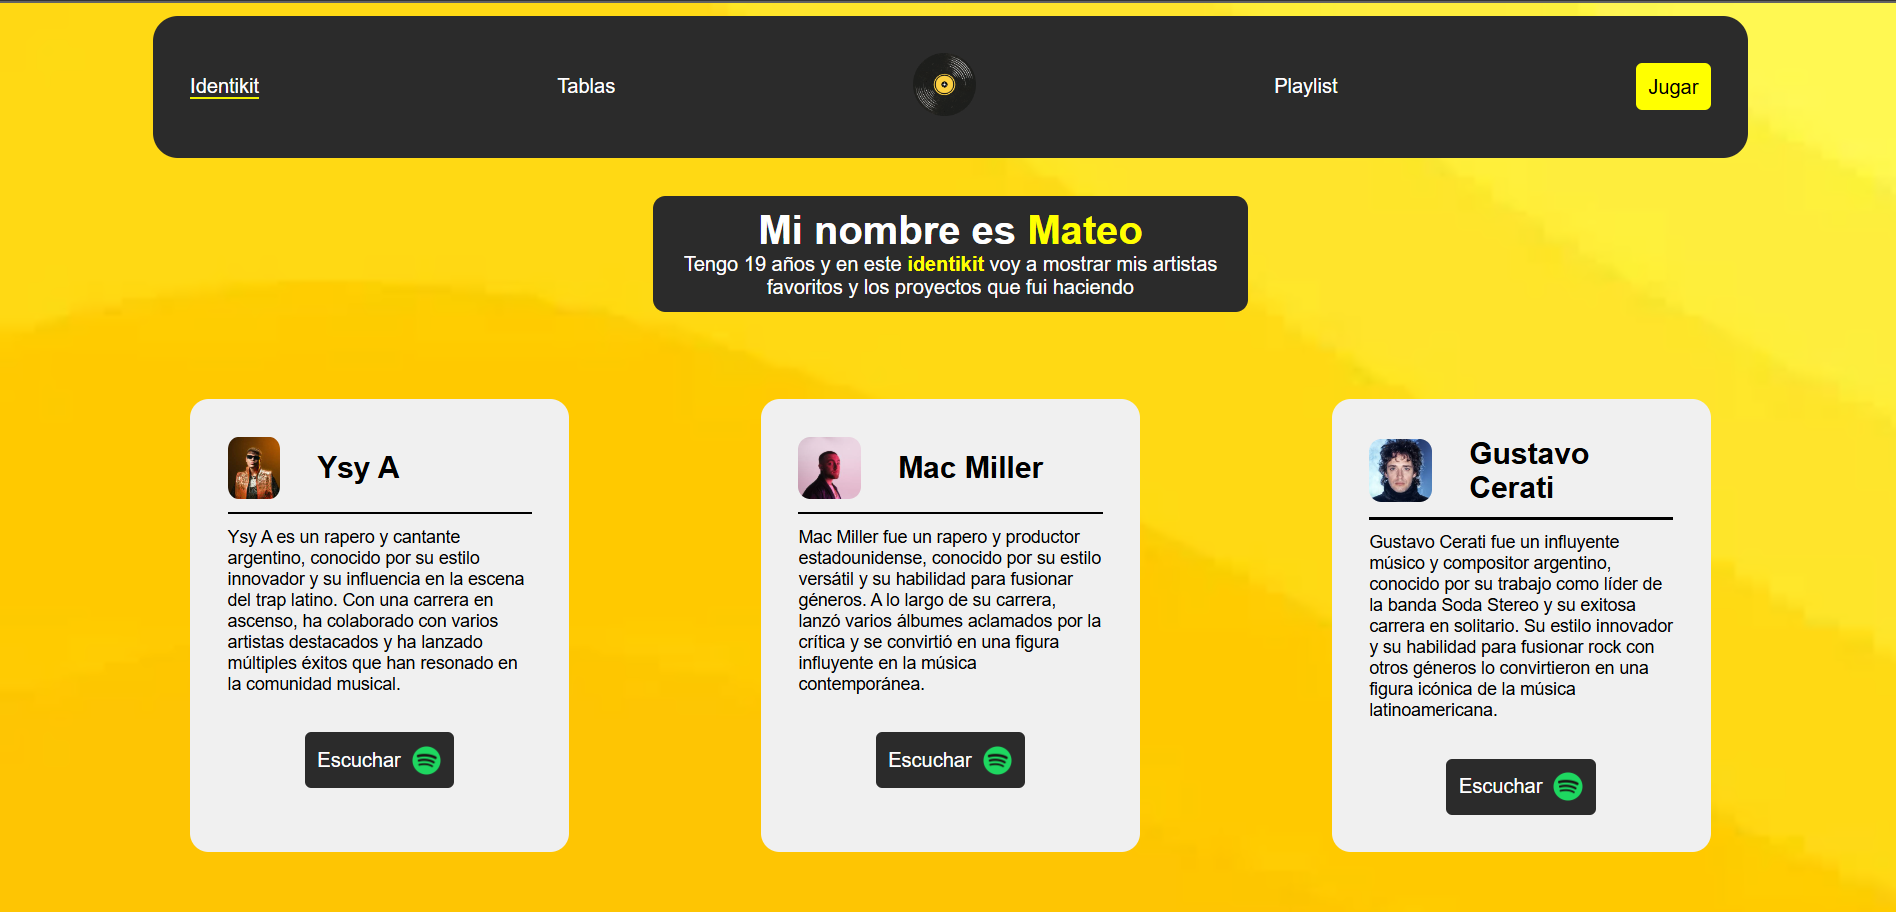 Identikit
Tablas
Playlist
Jugar
Mi nombre es Mateo
Tengo 19 años y en este identikit voy a mostrar mis artistas
favoritos y los proyectos que fui haciendo
Ysy A
Ysy A es un rapero y cantante
argentino, conocido por su estilo
innovador y su influencia en la escena
del trap latino. Con una carrera en
ascenso, ha colaborado con varios
artistas destacados y ha lanzado
múltiples éxitos que han resonado en
la comunidad musical.
Escuchar
Mac Miller
Mac Miller fue un rapero y productor
estadounidense, conocido por su estilo
versátil y su habilidad para fusionar
géneros. A lo largo de su carrera,
lanzó varios álbumes aclamados por la
crítica y se convirtió en una figura
influyente en la música
contemporánea.
Escuchar
Gustavo
Cerati
Gustavo Cerati fue un influyente
músico y compositor argentino,
conocido por su trabajo como líder de
la banda Soda Stereo y su exitosa
carrera en solitario. Su estilo innovador
y su habilidad para fusionar rock con
otros géneros lo convirtieron en una
figura icónica de la música
latinoamericana.
Escuchar